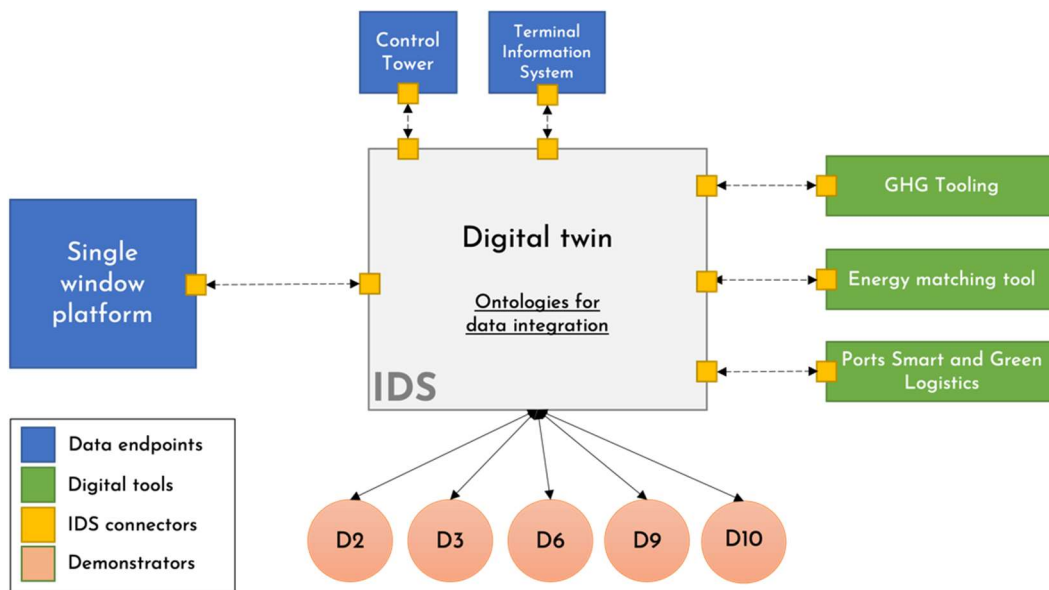 Control
Tower
Terminal
Information
System
Single
window
platform
Digital twin
Ontologies for
data integration
IDS
GHG Tooling
Energy matching tool
Ports Smart and Green
Logistics
Data endpoints
Digital tools
IDS connectors
Demonstrators
D2
D3
D6
D9
D10